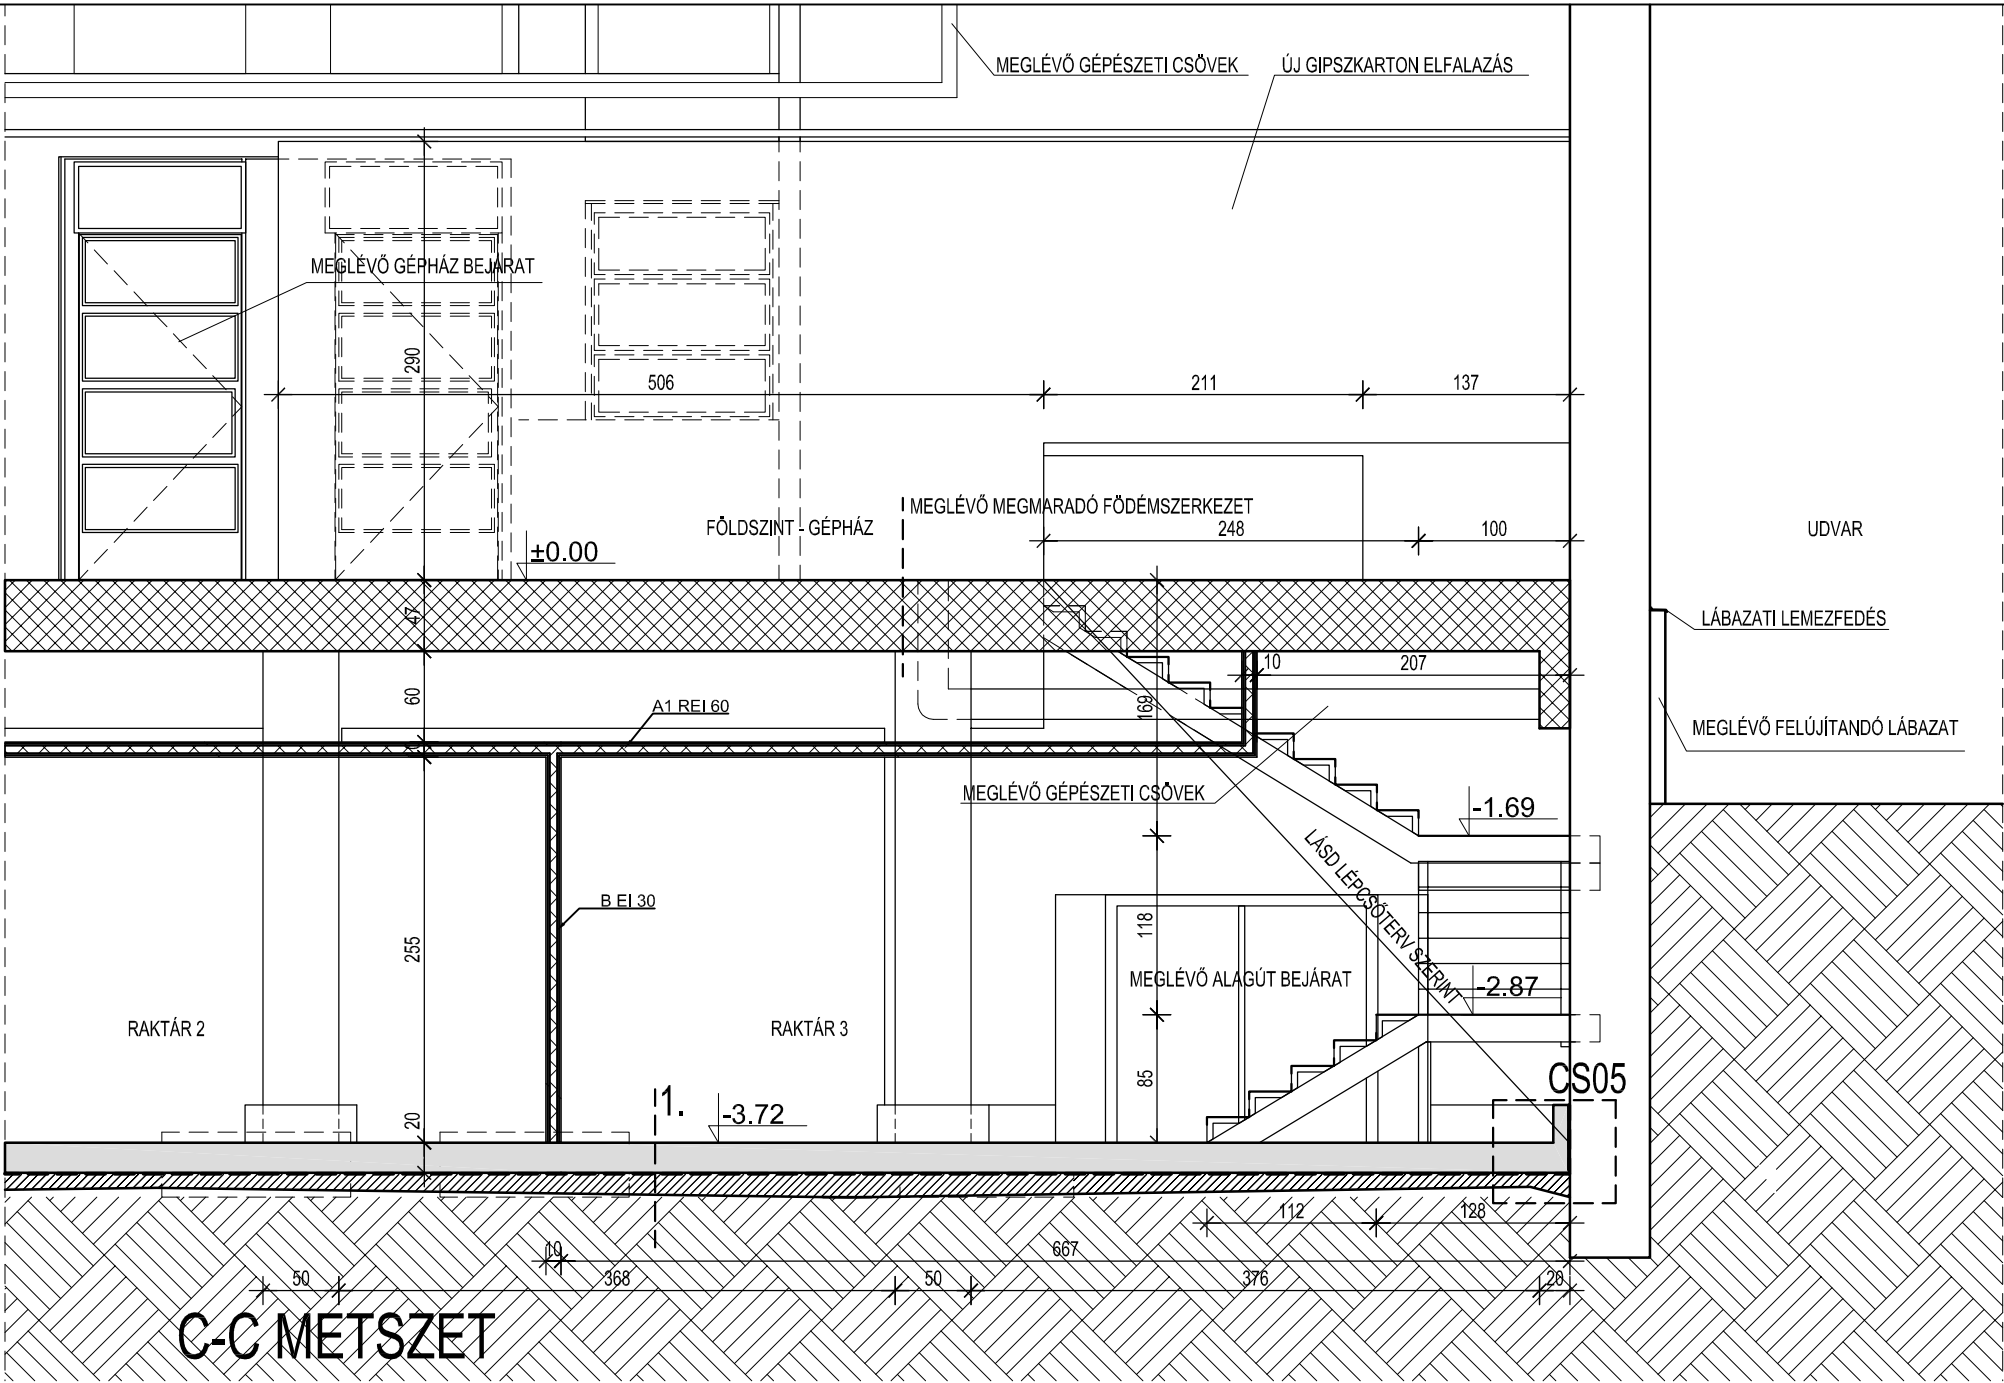 MEGLÉVŐ GÉPÉSZETI CSÖVEK
ÚJ GIPSZKARTON ELFALAZÁS
MEGLÉVŐ GÉPHÁZ BEJÁRAT
290
506
211
137
MEGLÉVŐ MEGMARADÓ FÖDÉMSZERKEZET
FÖLDSZINT - GÉPHÁZ
248
100
UDVAR
±0.00
47
LÁBAZATI LEMEZFEDÉS
10
207
60
A1 REI 60
169
MEGLÉVŐ FELÚJÍTANDÓ LÁBAZAT
MEGLÉVŐ GÉPÉSZETI CSÖVEK
-1.69
LÁSD LÉPCSŐTERV SZERINT
B EI 30
255
118
MEGLÉVŐ ALAGÚT BEJÁRAT
-2.87
RAKTÁR 2
RAKTÁR 3
85
CS05
20
1.
-3.72
112
128
10
667
50
368
50
376
20
C-C METSZET